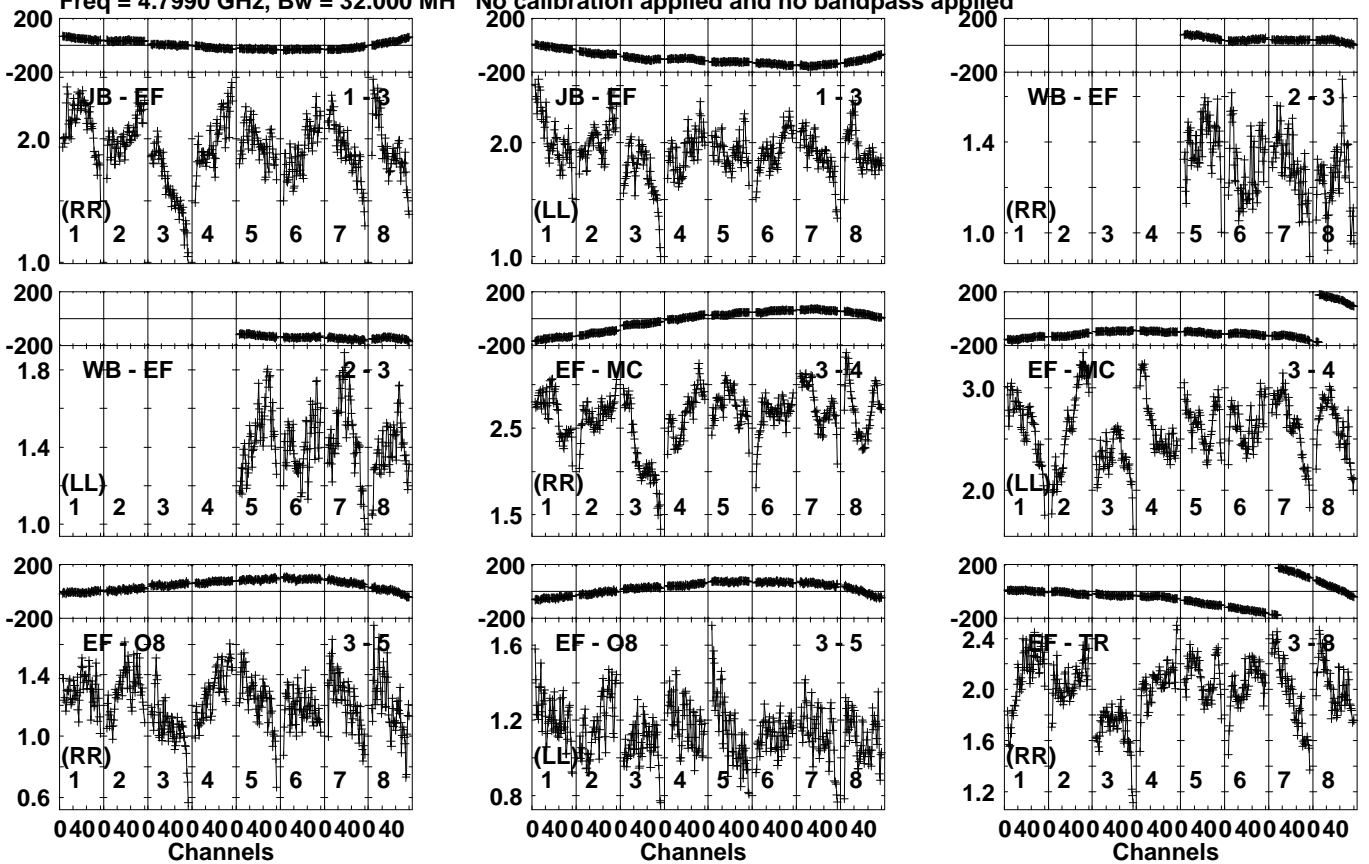 Freq = 4.7990 GHz, Bw = 32.000 MH No calibration applied and no bandpass applied
200
-200
JB - EF 1 - 3
2.0
(RR)
1 2 3 4 5 6 7 8
1.0
200
-200
JB - EF 1 - 3
2.0
(LL)
1 2 3 4 5 6 7 8
1.0
200
-200
WB - EF 2 - 3
1.4
(RR)
1.0 1 2 3 4 5 6 7 8
200
-200
1.8 WB - EF 2 - 3
1.4
(LL)
1 2 3 4 5 6 7 8
1.0
200
-200
EF - MC 3 - 4
2.5
(RR)
1 2 3 4 5 6 7 8
1.5
200
-200
EF - MC 3 - 4
3.0
2.0 (LL)
1 2 3 4 5 6 7 8
200
-200
EF - O8 3 - 5
1.4
1.0
(RR)
1 2 3 4 5 6 7 8
0.6
200
-200
1.6 EF - O8 3 - 5
1.2
(LL)
1 2 3 4 5 6 7 8
0.8
200
-200
2.4 EF - TR 3 - 8
2.0
1.6 (RR)
1 2 3 4 5 6 7 8
1.2
0 40 0 40 0 40 0 40 0 40 0 40 0 40 0 40
Channels
0 40 0 40 0 40 0 40 0 40 0 40 0 40 0 40
Channels
0 40 0 40 0 40 0 40 0 40 0 40 0 40 0 40
Channels